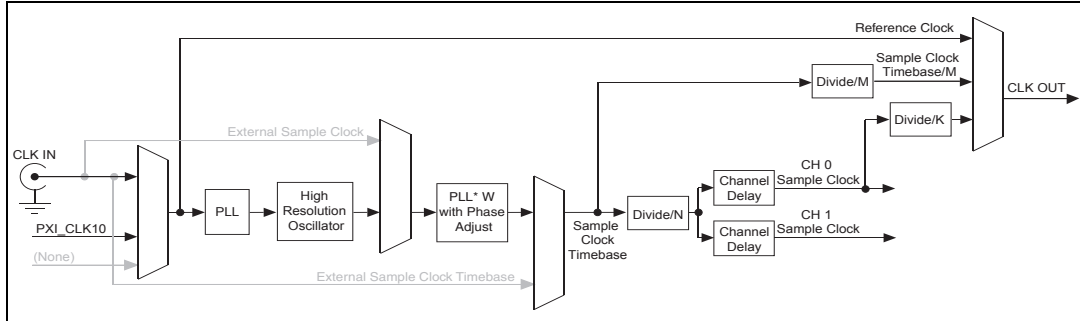 Reference Clock
Sample Clock
Timebase/M
Divide/M
CLK OUT
External Sample Clock
Divide/K
CLK IN
CH 0
Sample Clock
Channel
Delay
PLL
High
Resolution
Oscillator
PLL* W
with Phase
Adjust
Divide/N
CH 1
Sample Clock
Channel
Delay
Sample
Clock
Timebase
PXI_CLK10
(None)
External Sample Clock Timebase